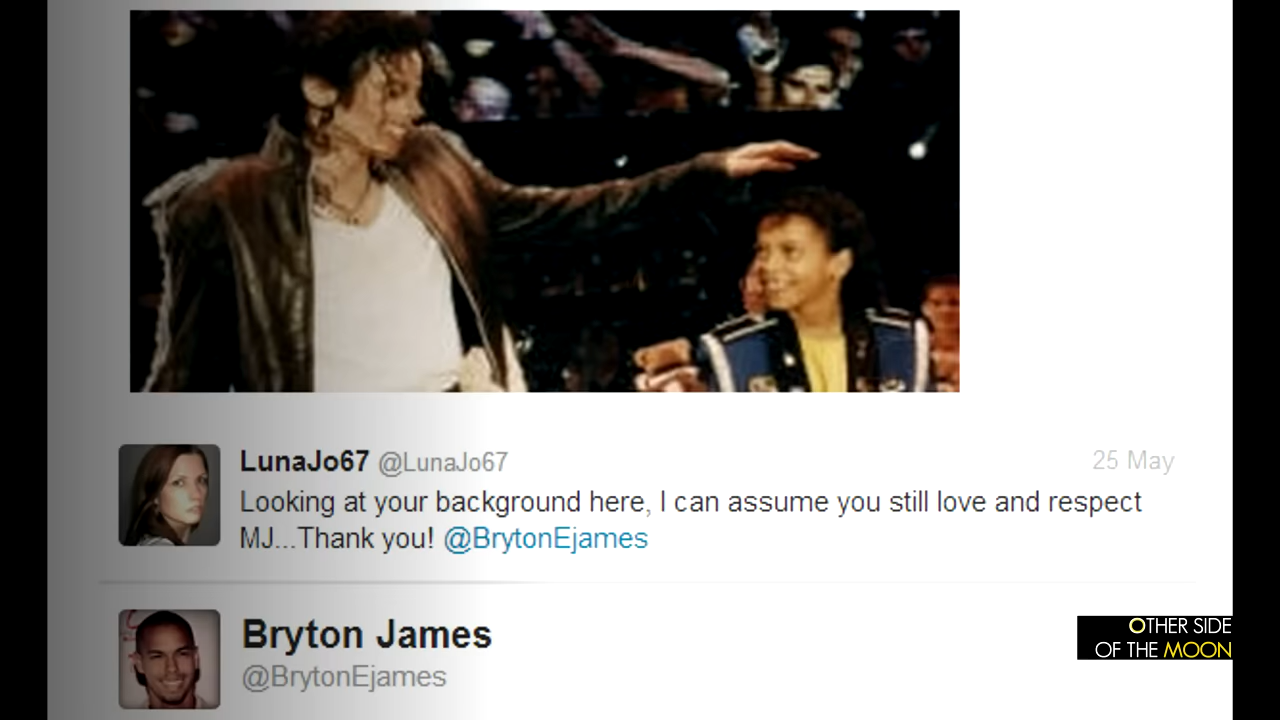 LunaJo67 @LunaJo67
25 May
Looking at your background here, I can assume you still love and respect
MJ...Thank you! @BrytonEjames
Bryton James
@BrytonEjames
OTHER SIDE
OF THE MOON